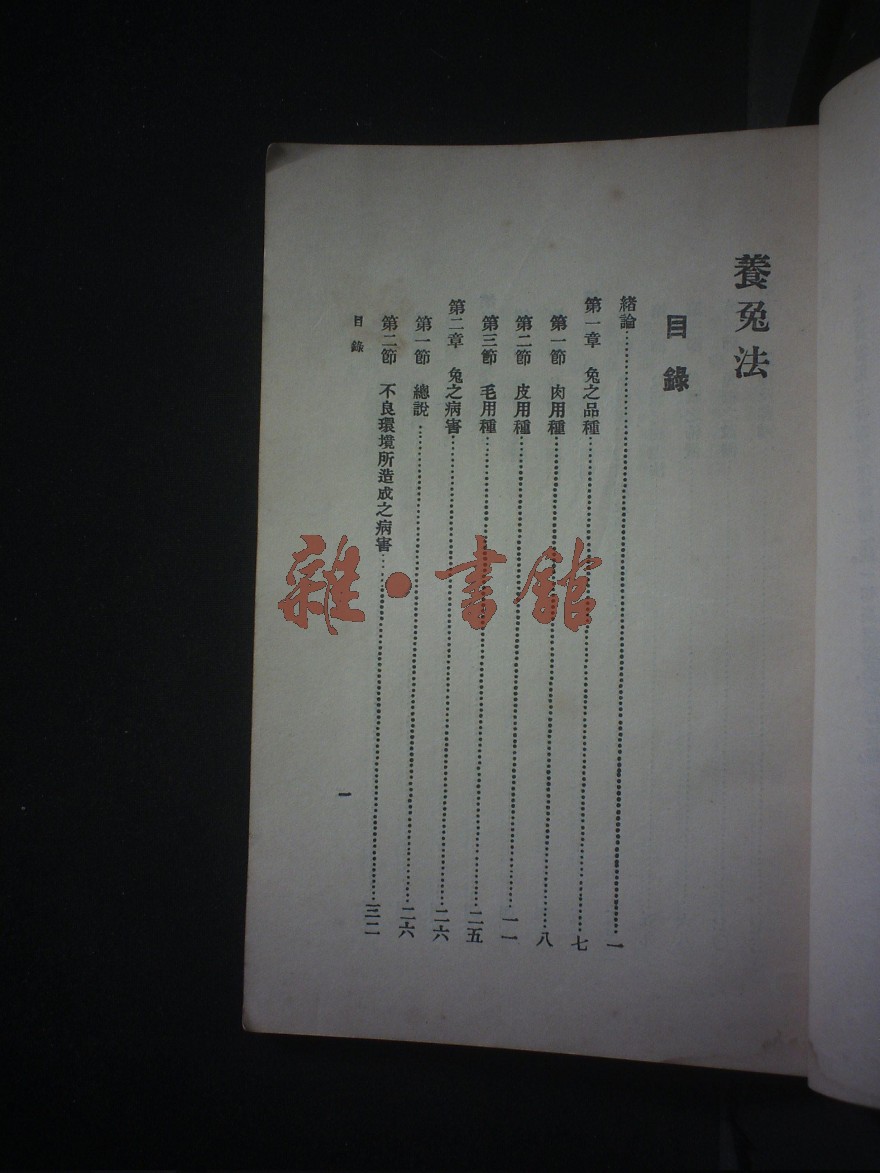 養兔法
目錄
緒論⋯⋯⋯⋯⋯⋯⋯⋯一
第一章 兔之品種⋯⋯⋯⋯⋯⋯⋯⋯七
第一節 肉用種⋯⋯⋯⋯⋯⋯⋯⋯八
第二節 皮用種⋯⋯⋯⋯⋯⋯⋯⋯一一
第三節 毛用種⋯⋯⋯⋯⋯⋯⋯⋯二五
第二章 兔之病害⋯⋯⋯⋯⋯⋯⋯⋯二六
第一節 總說⋯⋯⋯⋯⋯⋯⋯⋯二六
第二節 不良環境所造成之病害⋯⋯⋯⋯⋯⋯⋯⋯三二
目錄
一
雜·書館